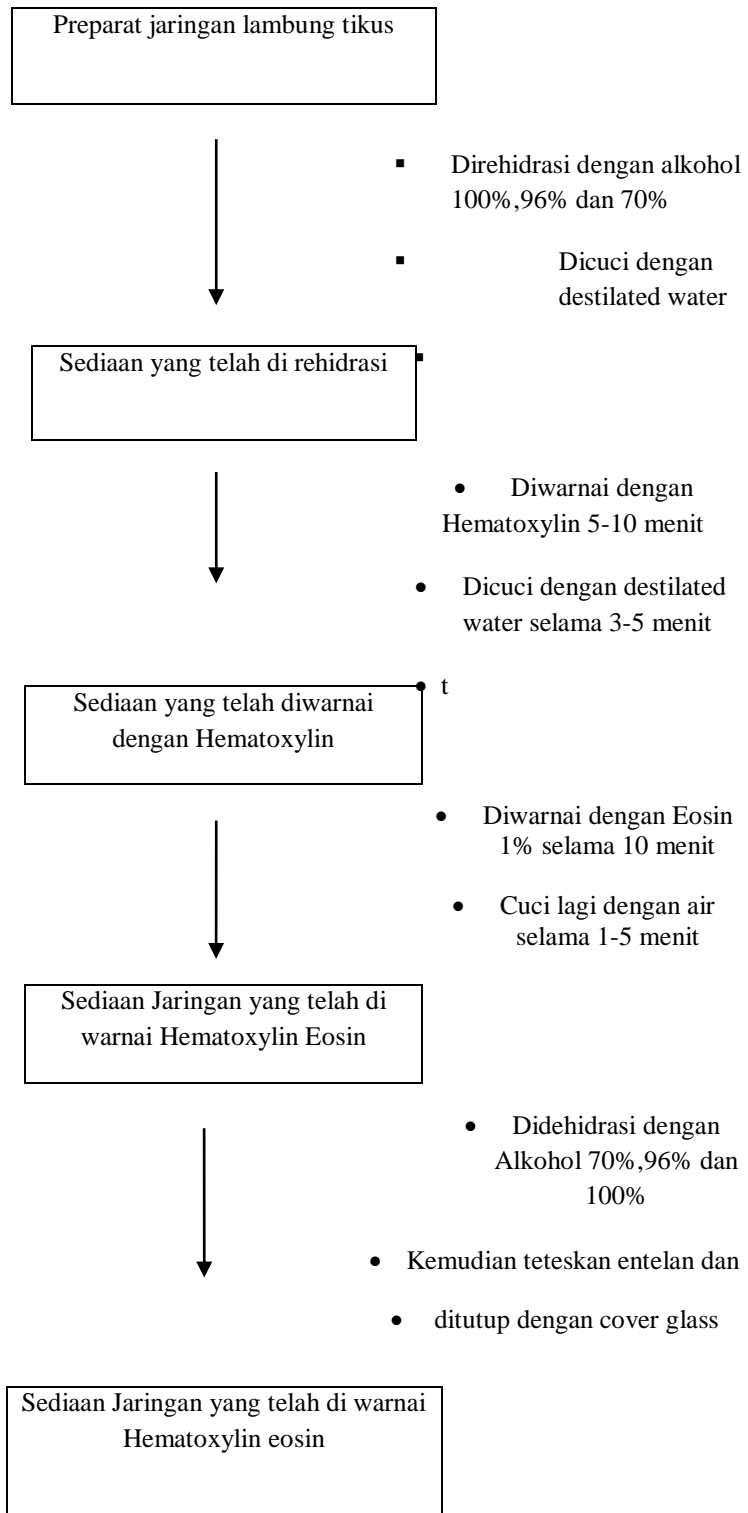 Preparat jaringan lambung tikus
▪ Direhidrasi dengan alkohol
100%,96% dan 70%
▪ Dicuci dengan
destilated water
Sediaan yang telah di rehidrasi
▪
• Diwarnai dengan
Hematoxylin 5-10 menit
• Dicuci dengan destilated
water selama 3-5 menit
• t
Sediaan yang telah diwarnai
dengan Hematoxylin
• Diwarnai dengan Eosin
1% selama 10 menit
• Cuci lagi dengan air
selama 1-5 menit
Sediaan Jaringan yang telah di
warnai Hematoxylin Eosin
• Didehidrasi dengan
Alkohol 70%,96% dan
100%
• Kemudian teteskan entelan dan
• ditutup dengan cover glass
Sediaan Jaringan yang telah di warnai
Hematoxylin eosin